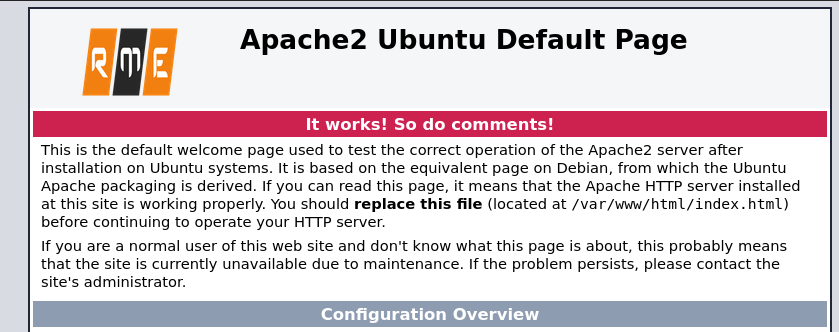 RME
Apache2 Ubuntu Default Page
It works! So do comments!
This is the default welcome page used to test the correct operation of the Apache2 server after
installation on Ubuntu systems. It is based on the equivalent page on Debian, from which the Ubuntu
Apache packaging is derived. If you can read this page, it means that the Apache HTTP server installed
at this site is working properly. You should replace this file (located at /var/www/html/index.html)
before continuing to operate your HTTP server.
If you are a normal user of this web site and don't know what this page is about, this probably means
that the site is currently unavailable due to maintenance. If the problem persists, please contact the
site's administrator.
Configuration Overview